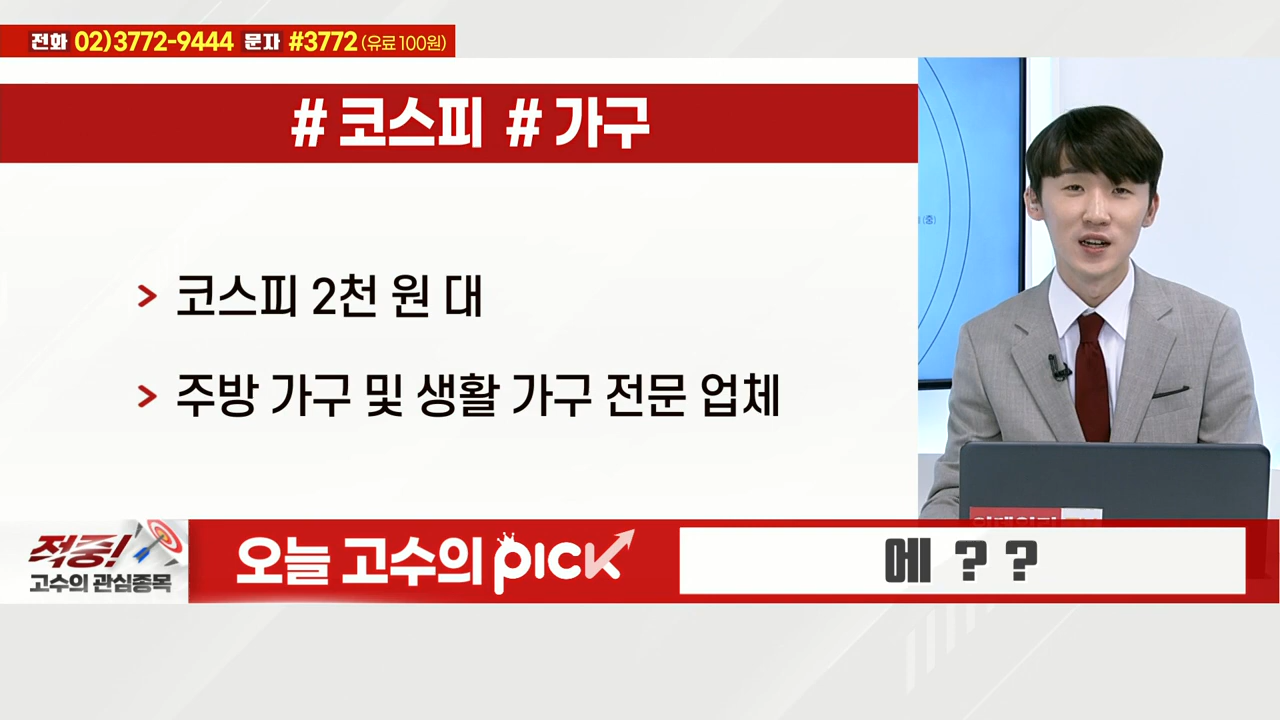 전화 02)3772-9444 문자 #3772 (유료 100원)
# 코스피 # 가구
> 코스피 2천 원 대
> 주방 가구 및 생활 가구 전문 업체
적중!
고수의 관심종목
오늘 고수의 PICK
에 ? ?